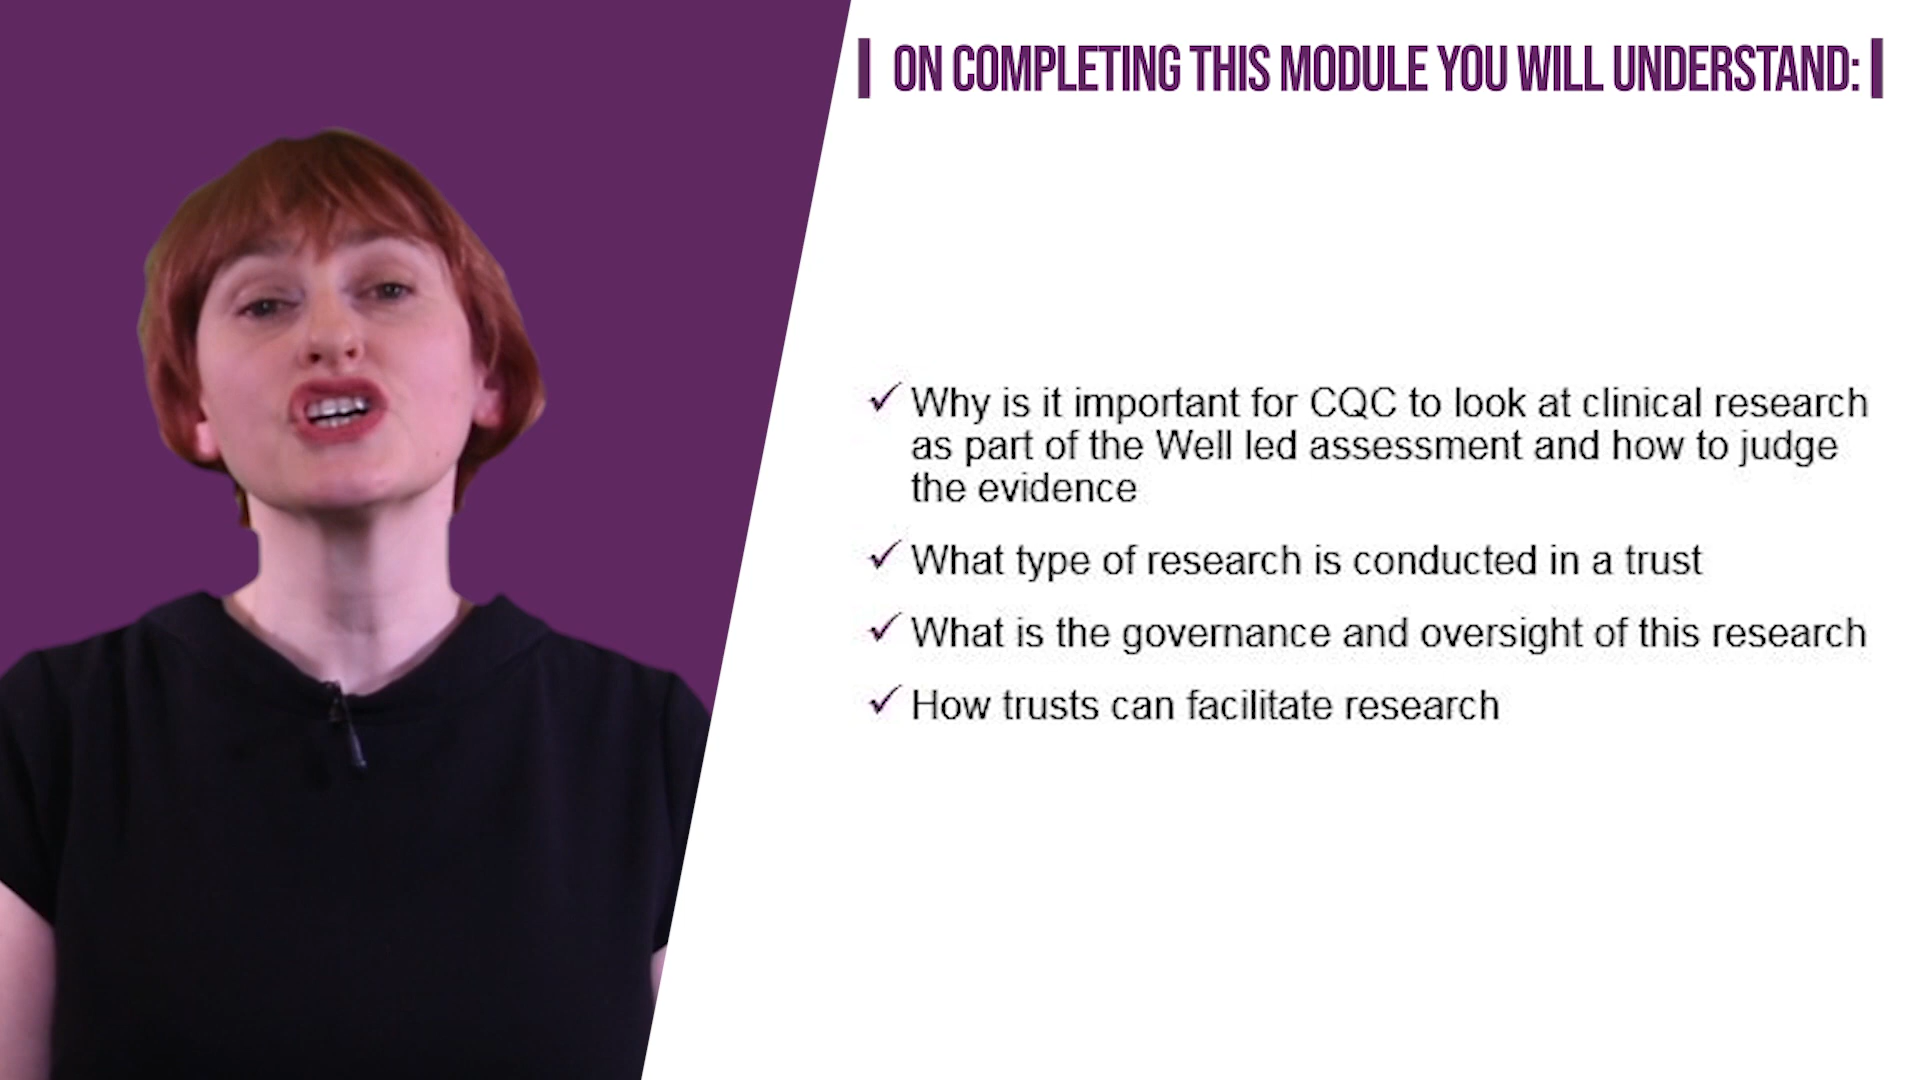 ON COMPLETING THIS MODULE YOU WILL UNDERSTAND:
Why is it important for CQC to look at clinical research
as part of the Well led assessment and how to judge
the evidence
What type of research is conducted in a trust
What is the governance and oversight of this research
How trusts can facilitate research